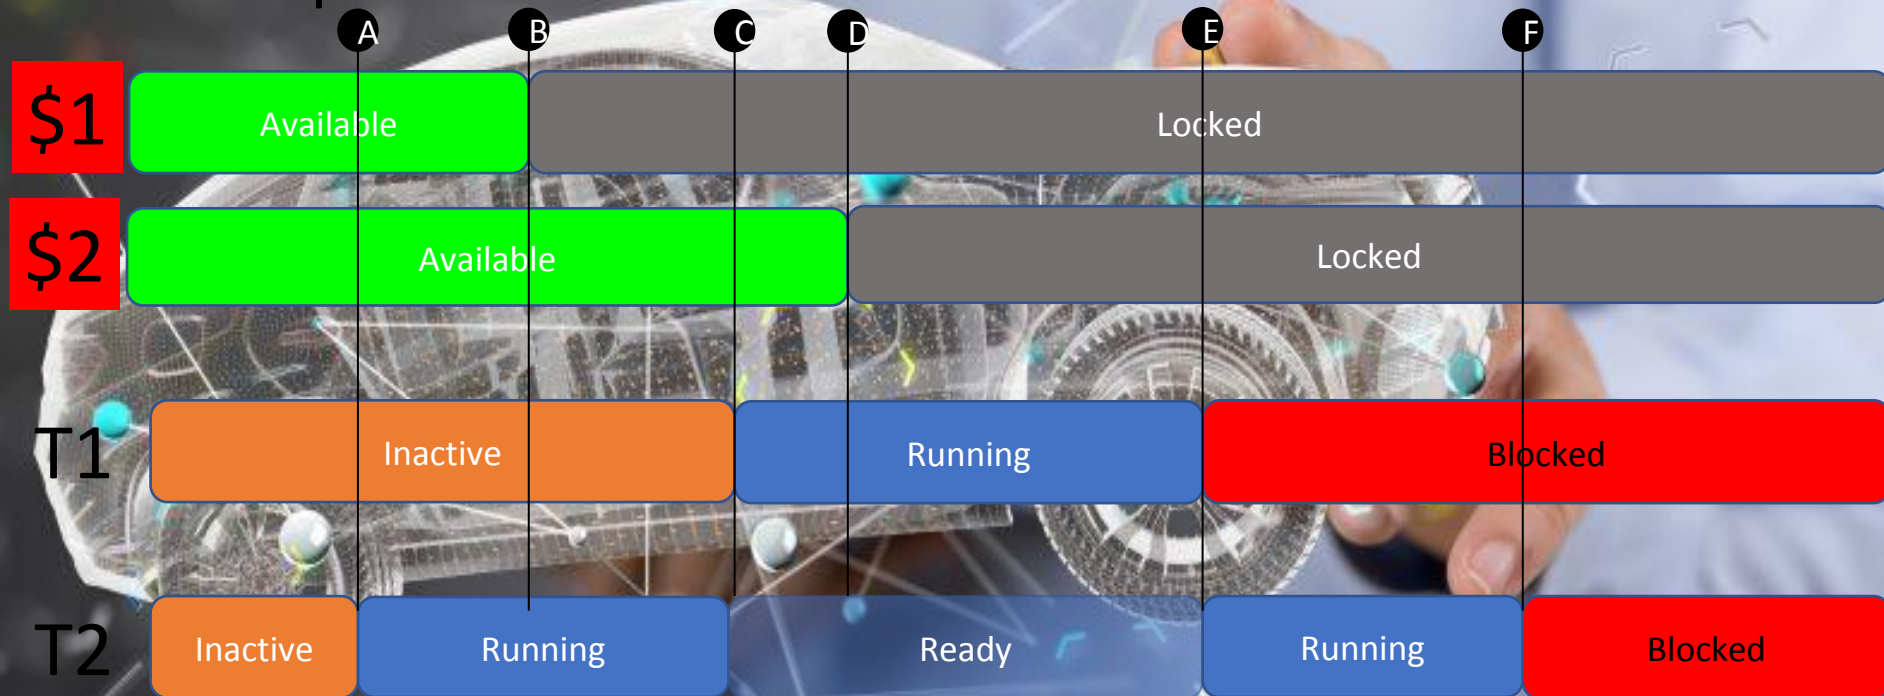 A B C D E F
$1 Available Locked
$2 Available Locked
T1 Inactive Running Blocked
T2 Inactive Running Ready Running Blocked